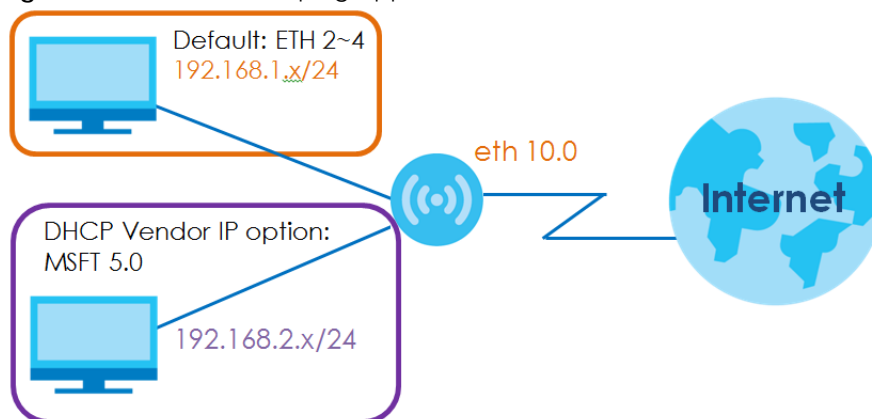 Default: ETH 2~4
192.168.1.x/24
eth 10.0
Internet
DHCP Vendor IP option:
MSFT 5.0
192.168.2.x/24